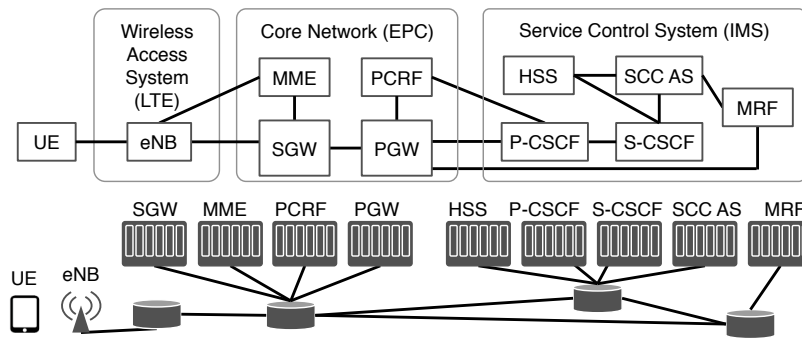 Wireless
Access
System
(LTE)
Core Network (EPC)
Service Control System (IMS)
MME
PCRF
HSS
SCC AS
MRF
UE
eNB
SGW
PGW
P-CSCF
S-CSCF
SGW
MME
PCRF
PGW
HSS
P-CSCF
S-CSCF
SCC AS
MRF
UE
eNB